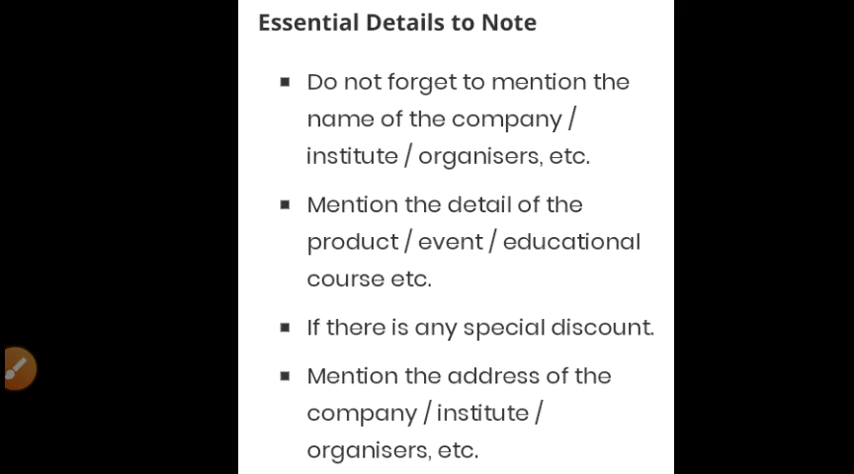 Essential Details to Note
▪ Do not forget to mention the
name of the company /
institute / organisers, etc.
▪ Mention the detail of the
product / event / educational
course etc.
▪ If there is any special discount.
▪ Mention the address of the
company / institute /
organisers, etc.